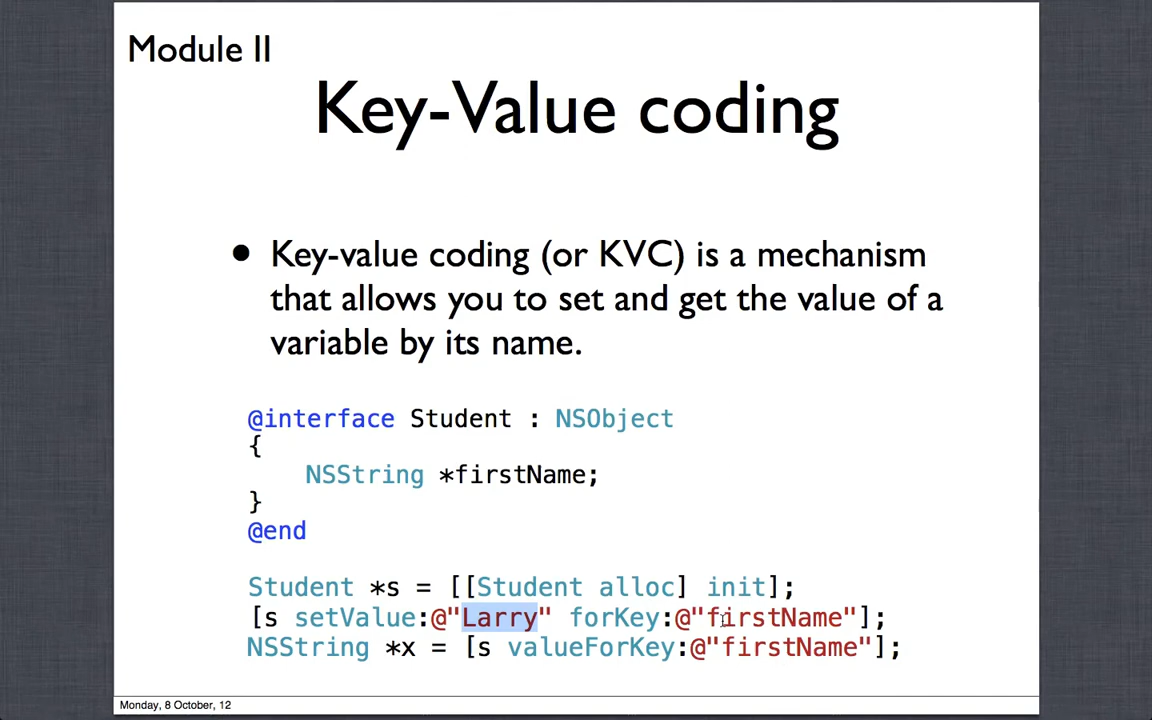 Module II
Key-Value coding
• Key-value coding (or KVC) is a mechanism
that allows you to set and get the value of a
variable by its name.
@interface Student : NSObject
{
    NSString *firstName;
}
@end
Student *s = [[Student alloc] init];
[s setValue:@"Larry" forKey:@"firstName"];
NSString *x = [s valueForKey:@"firstName"];
Monday, 8 October, 12